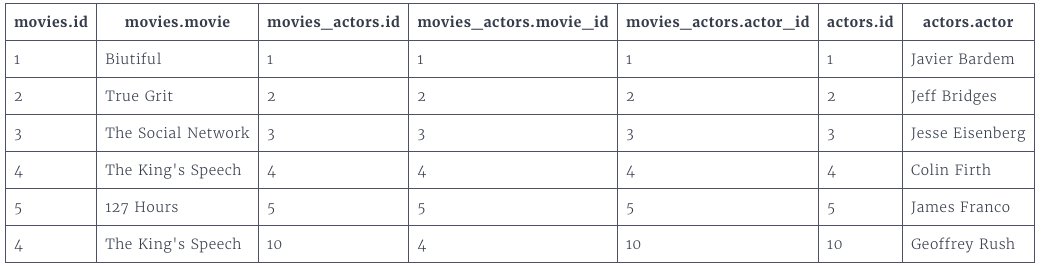 movies.id movies.movie movies_actors.id movies_actors.movie_id movies_actors.actor_id actors.id actors.actor
1 Biutiful 1 1 1 1 Javier Bardem
2 True Grit 2 2 2 2 Jeff Bridges
3 The Social Network 3 3 3 3 Jesse Eisenberg
4 The King's Speech 4 4 4 4 Colin Firth
5 127 Hours 5 5 5 5 James Franco
4 The King's Speech 10 4 10 10 Geoffrey Rush